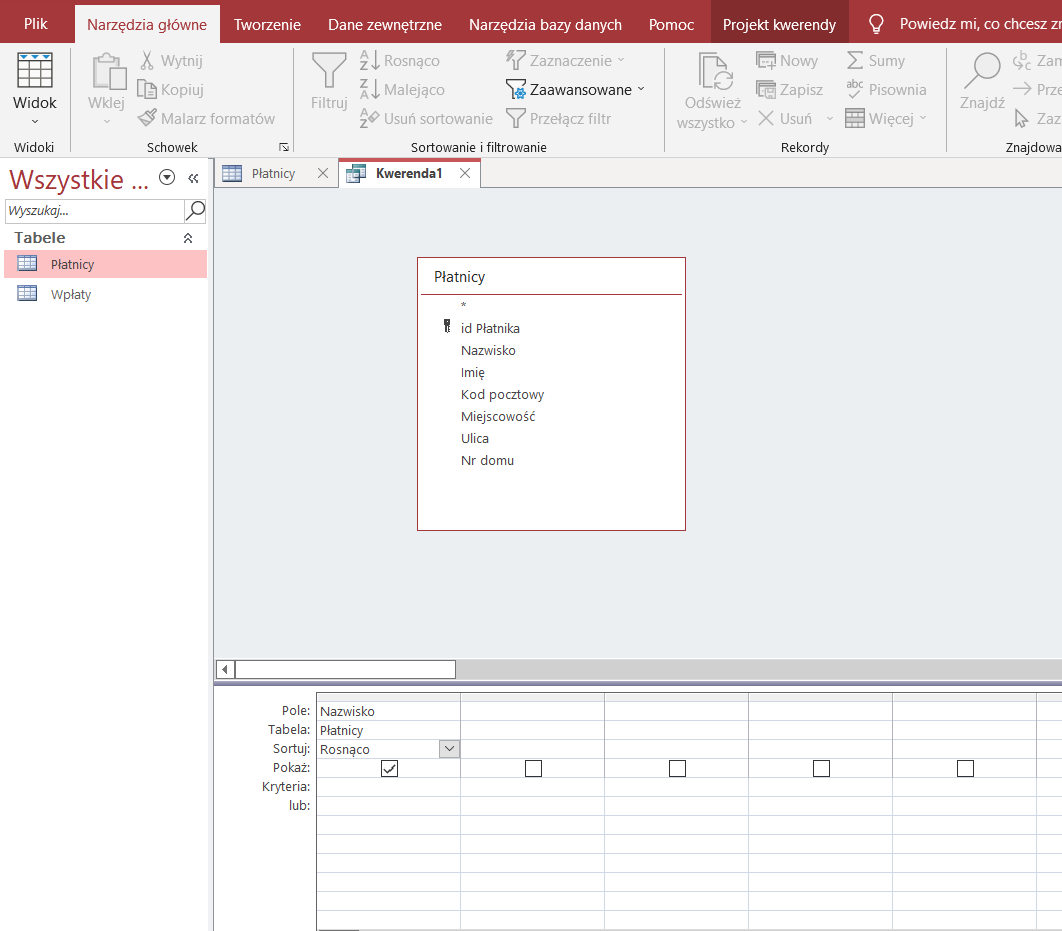 Plik Narzędzia główne Tworzenie Dane zewnętrzne Narzędzia bazy danych Pomoc Projekt kwerendy Powiedz mi, co chcesz zr
Widok
Widoki
Wklej
Wytnij
Kopiuj
Malarz formatów
Schowek
Filtruj
Rosnąco
Malejąco
Usuń sortowanie
Zaznaczenie
Zaawansowane
Przełącz filtr
Sortowanie i filtrowanie
Odśwież
wszystko
Nowy
Zapisz
Usuń
Sumy
Pisownia
Więcej
Rekordy
Znajdź
Zam
Prze
Zaz
Znajdowa
Wszystkie ...
Wyszukaj...
Tabele
Płatnicy
Wpłaty
Płatnicy Kwerenda1
Płatnicy
*
id Płatnika
Nazwisko
Imię
Kod pocztowy
Miejscowość
Ulica
Nr domu
Pole: Nazwisko
Tabela: Płatnicy
Sortuj: Rosnąco
Pokaż:
Kryteria:
lub: